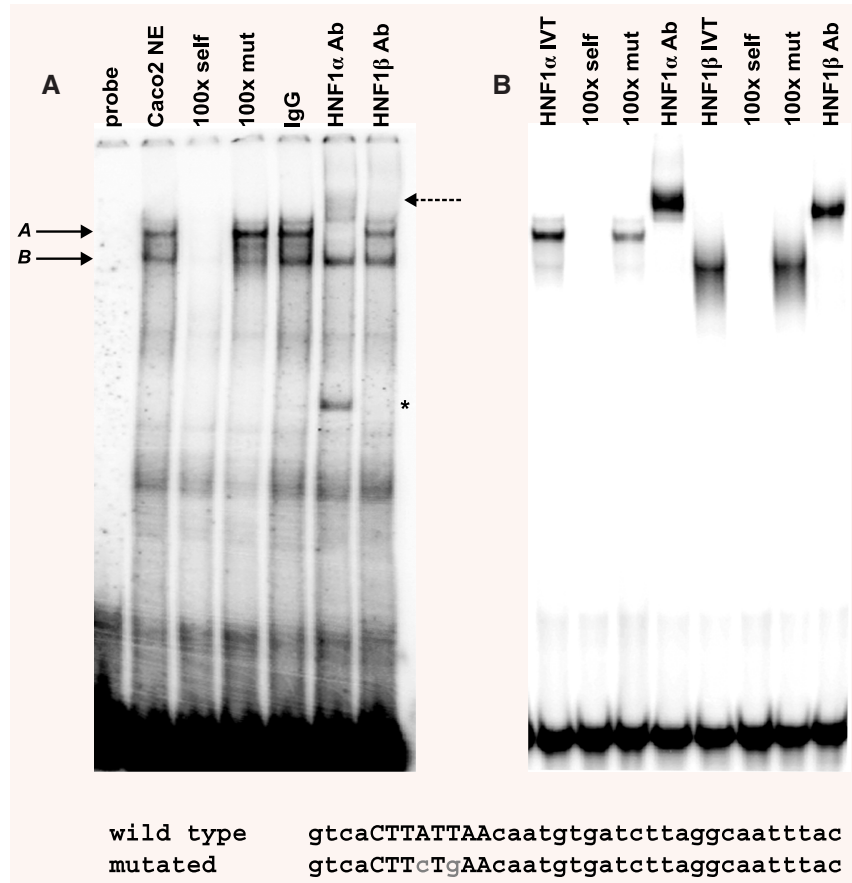 A
probe
Caco2 NE
100x self
100x mut
IgG
HNF1α Ab
HNF1β Ab
A
B
*
B
HNF1α IVT
100x self
100x mut
HNF1α Ab
HNF1β IVT
100x self
100x mut
HNF1β Ab
wild type gtcaCTTATTAAcaatgtgatcttaggcaatttac
mutated gtcaCTTcTgAAcaatgtgatcttaggcaatttac